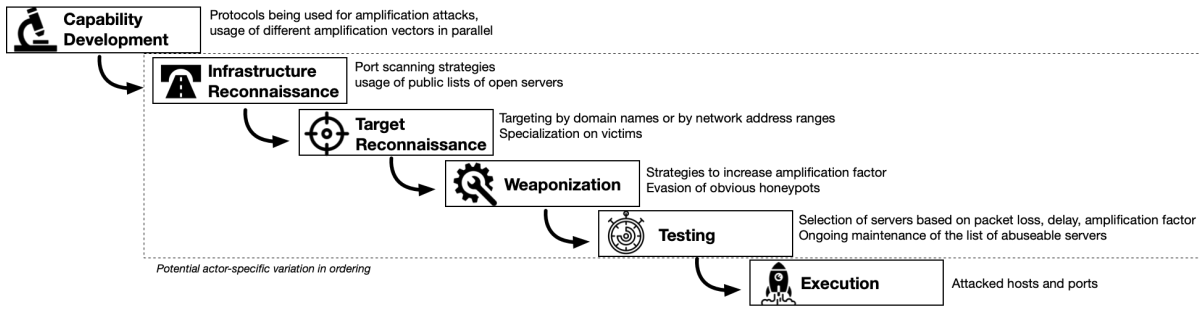 Capability
Development
Protocols being used for amplification attacks,
usage of different amplification vectors in parallel
Infrastructure
Reconnaissance
Port scanning strategies
usage of public lists of open servers
Target
Reconnaissance
Targeting by domain names or by network address ranges
Specialization on victims
Weaponization
Strategies to increase amplification factor
Evasion of obvious honeypots
Testing
Selection of servers based on packet loss, delay, amplification factor
Ongoing maintenance of the list of abuseable servers
Potential actor-specific variation in ordering
Execution
Attacked hosts and ports